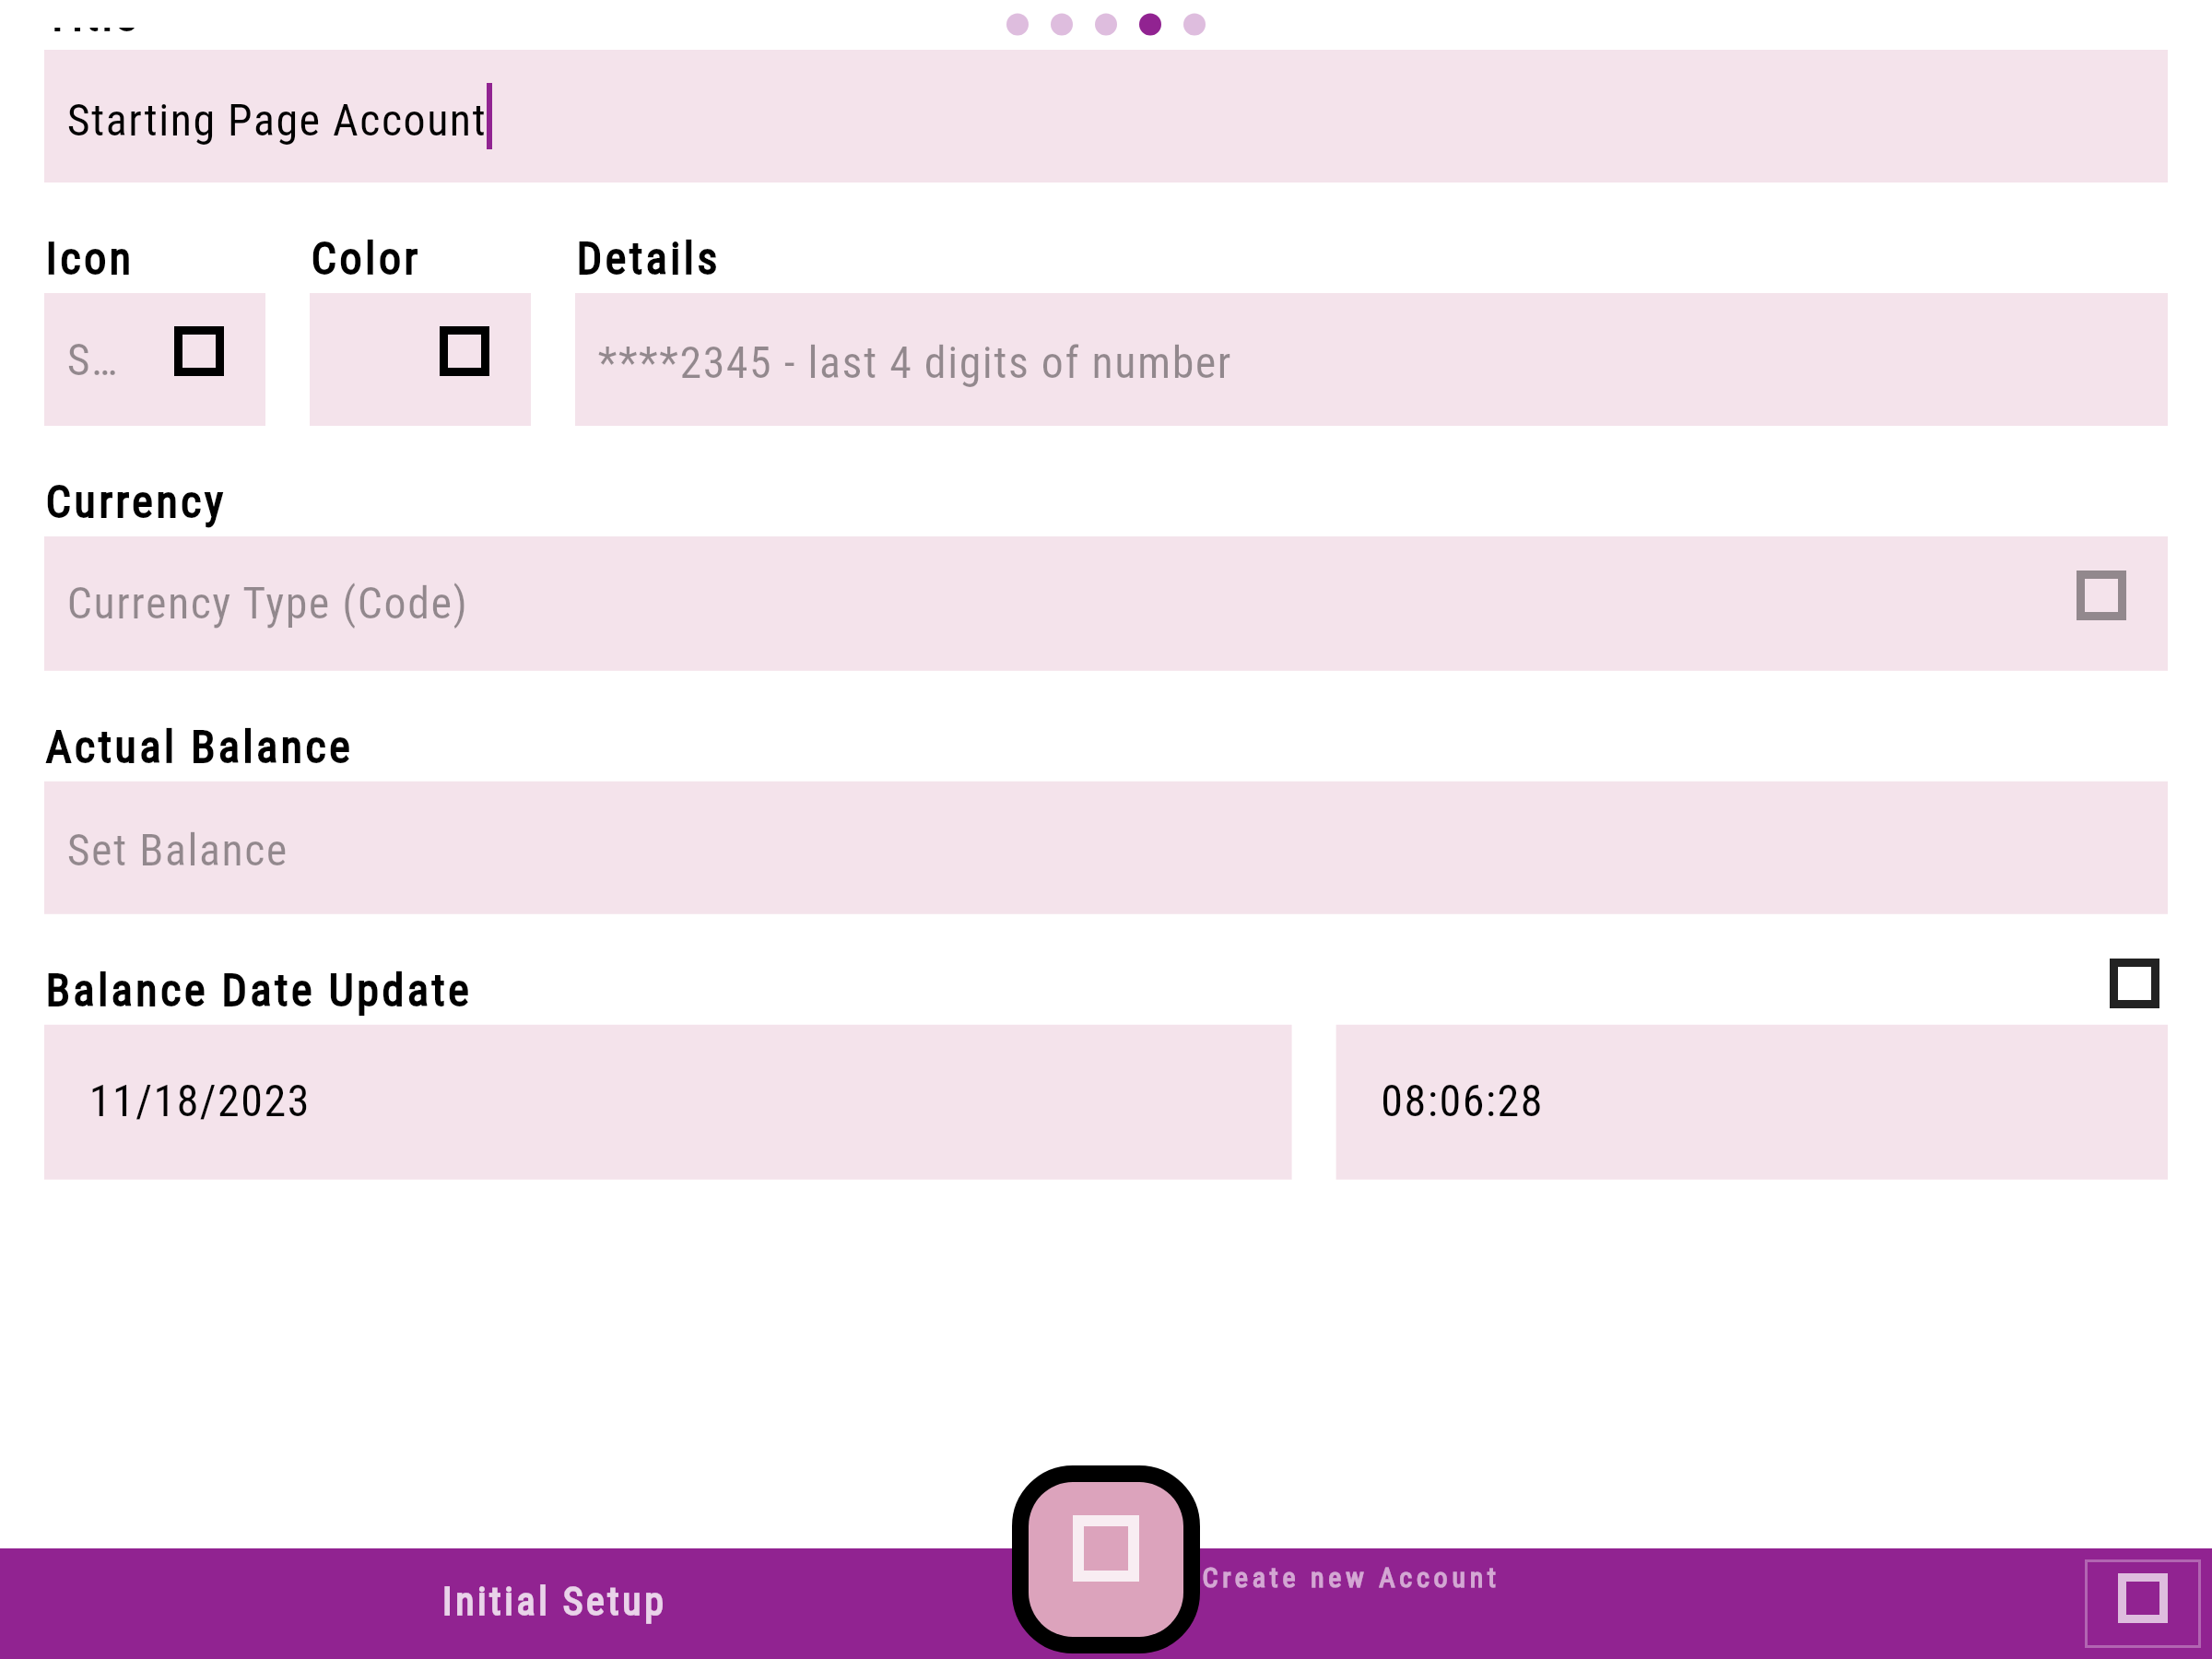 Starting Page Account
Icon Color Details
S… ****2345 - last 4 digits of number
Currency
Currency Type (Code)
Actual Balance
Set Balance
Balance Date Update
11/18/2023 08:06:28
Initial Setup Create new Account